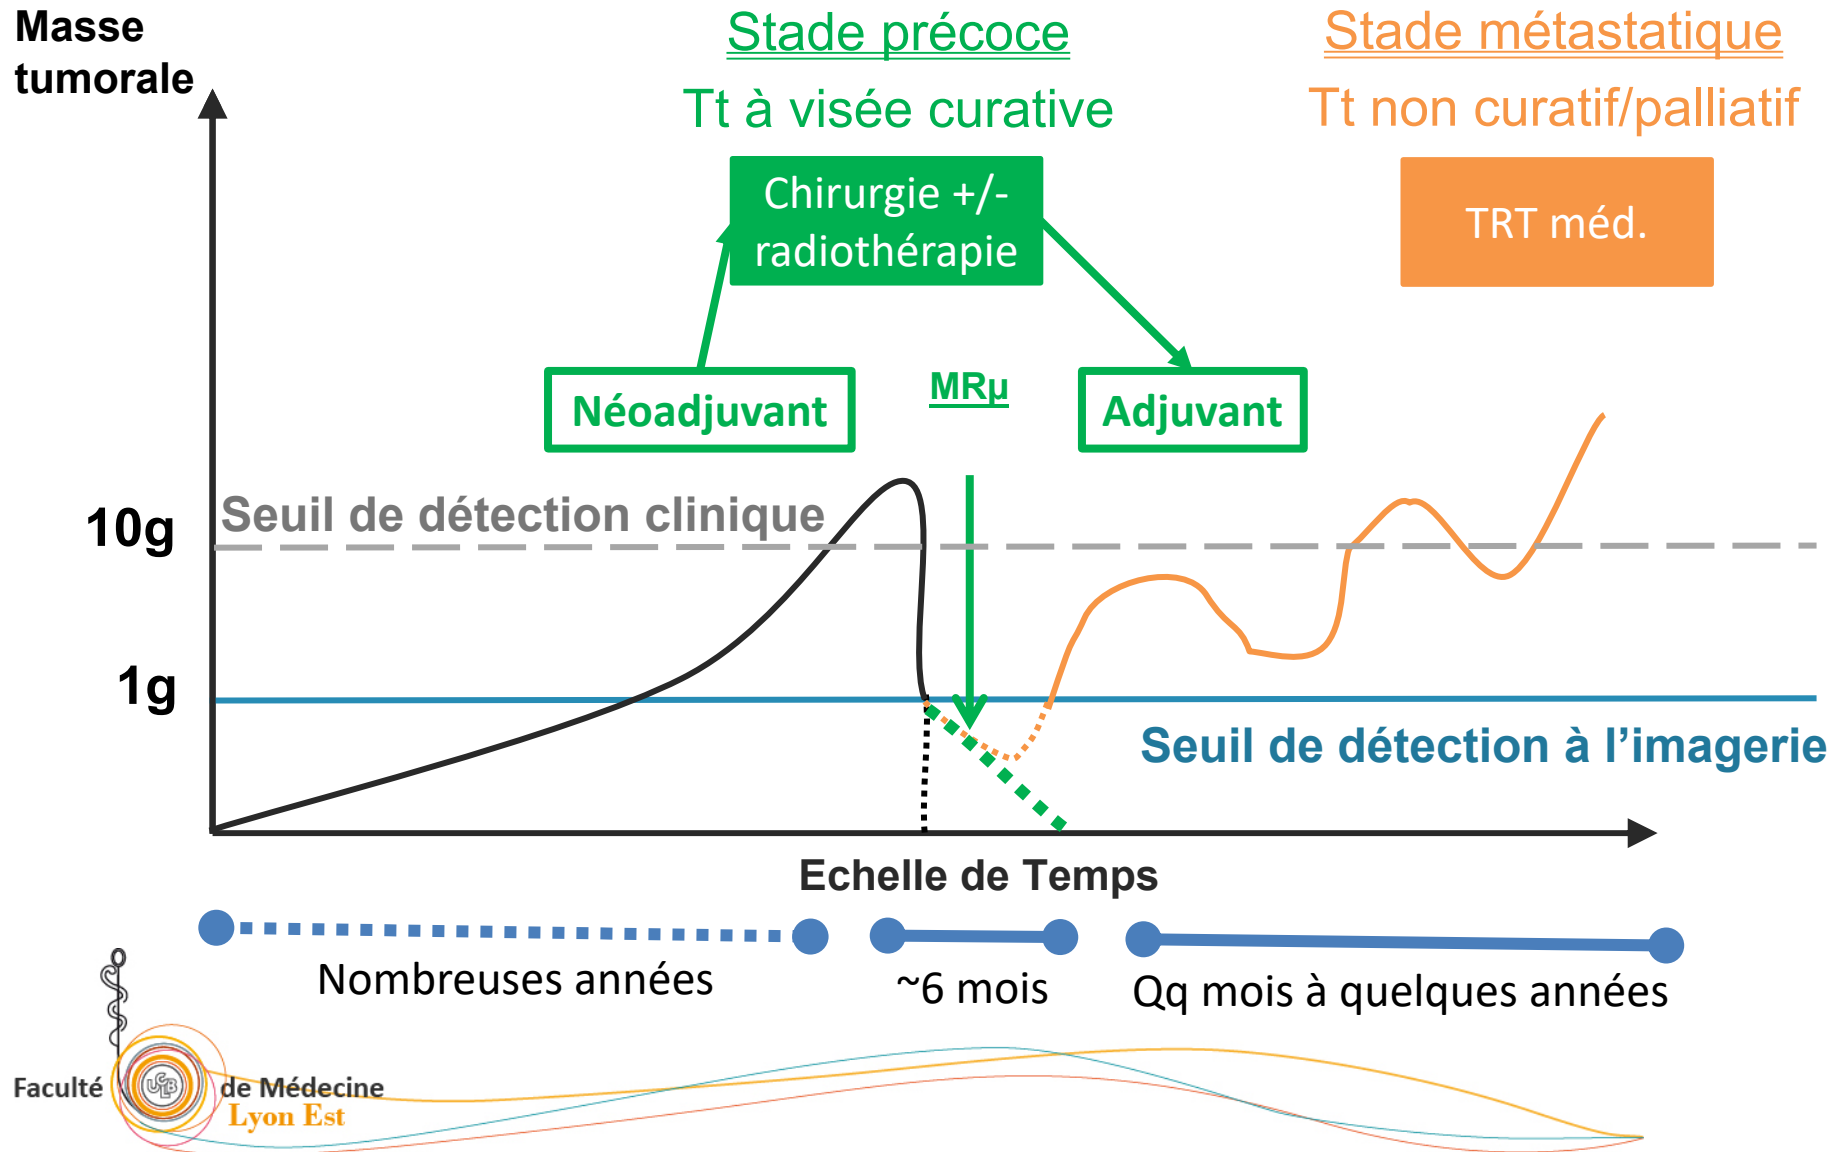 Masse
tumorale
Stade précoce
Tt à visée curative
Chirurgie +/-
radiothérapie
Stade métastatique
Tt non curatif/palliatif
TRT méd.
Néoadjuvant
MRµ
Adjuvant
Seuil de détection clinique
10g
1g
Seuil de détection à l’imagerie
Echelle de Temps
Nombreuses années
~6 mois
Qq mois à quelques années
Faculté de Médecine
Lyon Est
UCLB